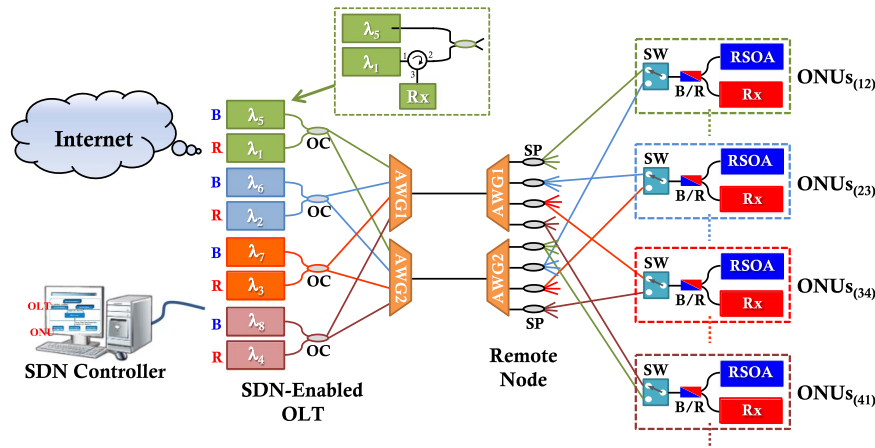 λ5
λ1
1
2
3
Rx
Internet
B
λ5
R
λ1
OC
B
λ6
R
λ2
OC
B
λ7
R
λ3
OC
B
λ8
R
λ4
OC
AWG1
AWG2
AWG1
AWG2
SP
SP
OLT
ONU
SDN Controller
SDN-Enabled
OLT
Remote
Node
SW
B/R
RSOA
Rx
ONUs(12)
SW
B/R
RSOA
Rx
ONUs(23)
SW
B/R
RSOA
Rx
ONUs(34)
SW
B/R
RSOA
Rx
ONUs(41)